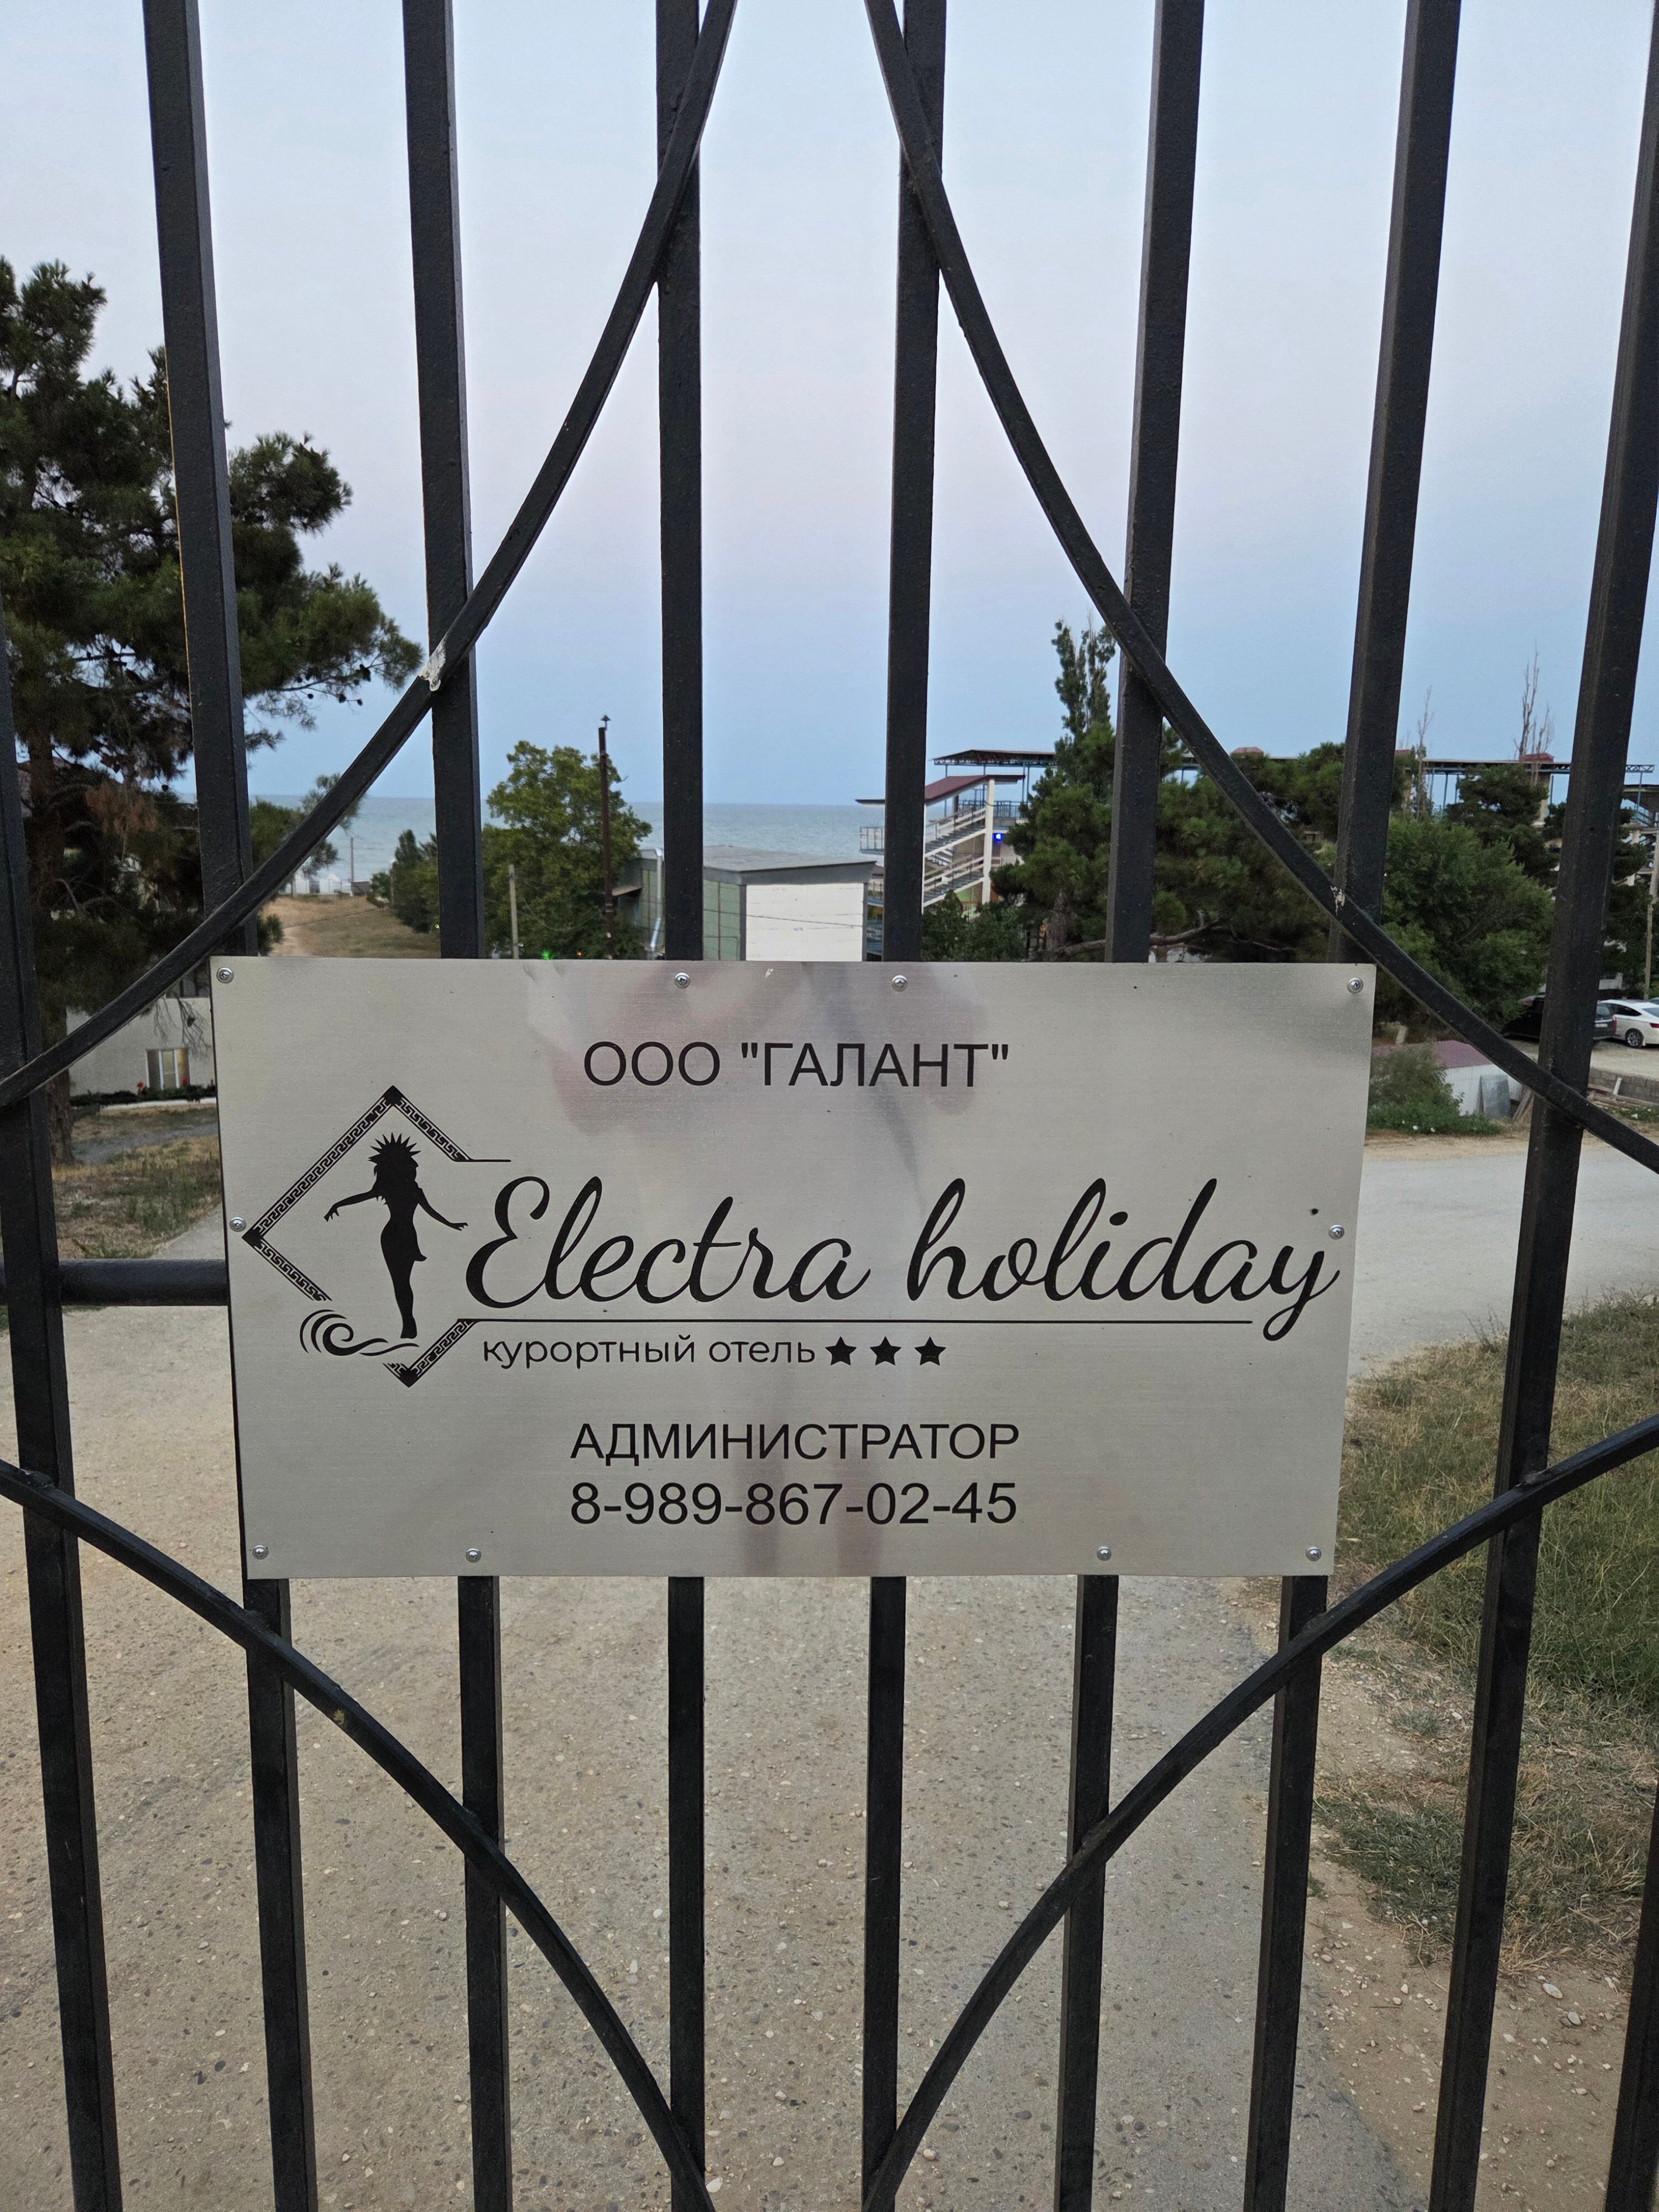 ООО "ГАЛАНТ"
Electra holiday
курортный отель ★★★
АДМИНИСТРАТОР
8-989-867-02-45